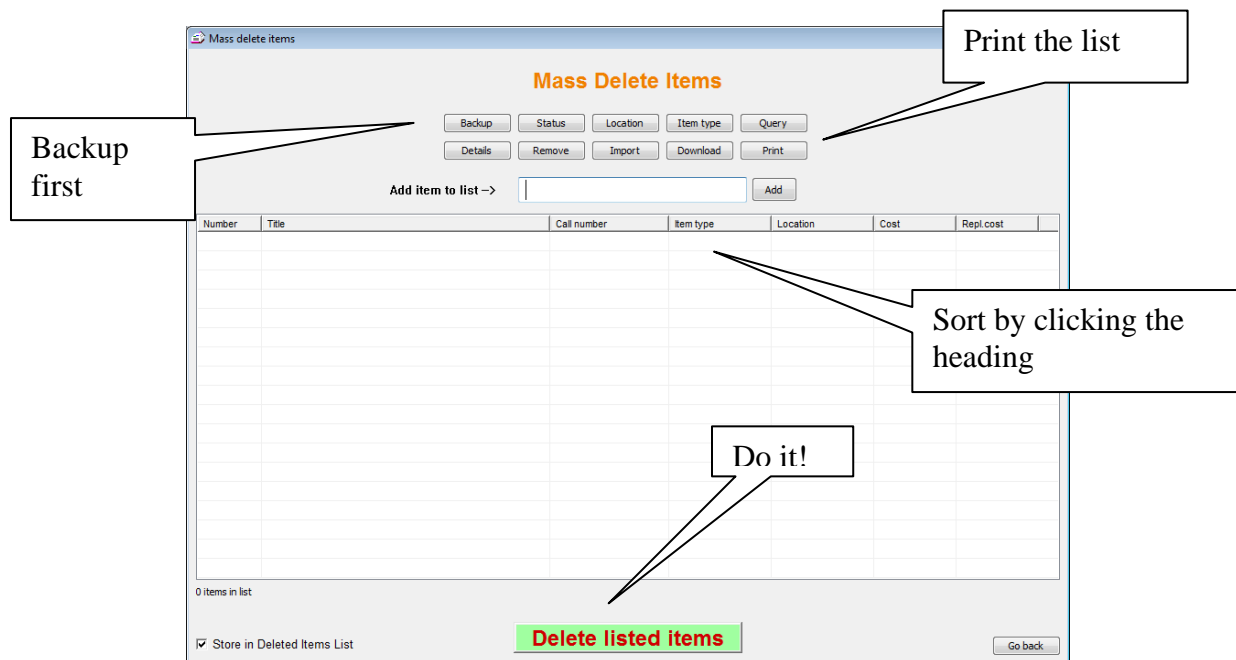 Mass delete items
Print the list
Mass Delete Items
Backup Status Location Item type Query
Backup
first
Details Remove Import Download Print
Add item to list --> Add
Number Title Call number Item type Location Cost Repl.cost
Sort by clicking the
heading
Do it!
0 items in list
Store in Deleted Items List
Delete listed items
Go back